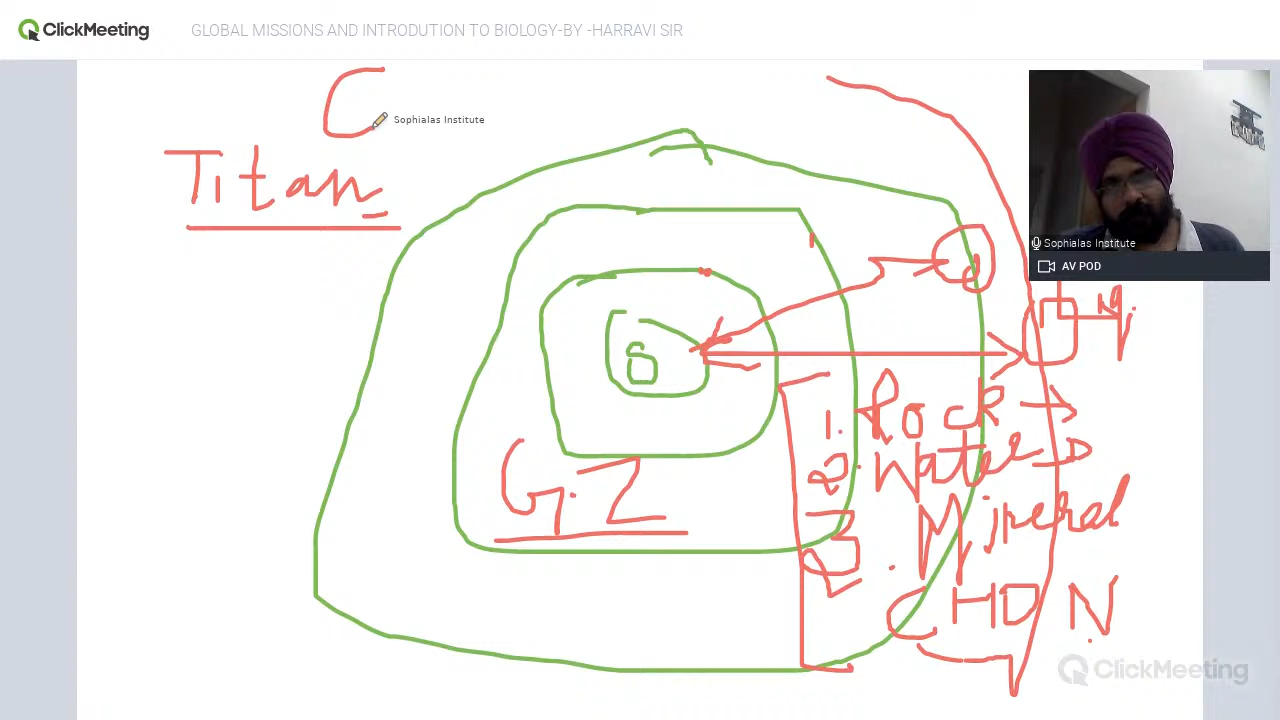 ClickMeeting
GLOBAL MISSIONS AND INTRODUTION TO BIOLOGY-BY -HARRAVI SIR
C
Sophialas Institute
Titan
Sophialas Institute
AV POD
1. Rock →
2. Water →
3. Mineral
G.Z
CHON
ClickMeeting